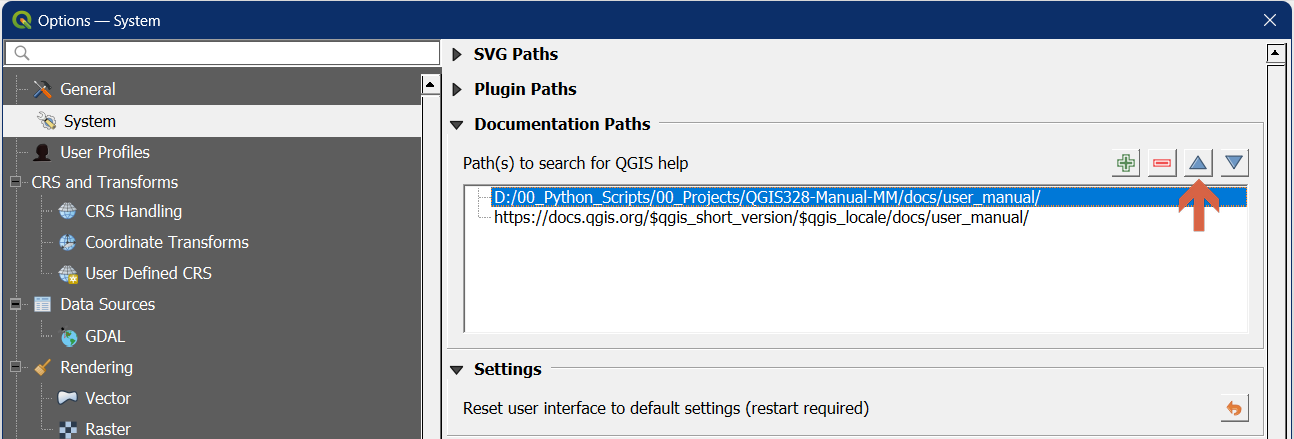 Options — System
General
System
User Profiles
CRS and Transforms
CRS Handling
Coordinate Transforms
User Defined CRS
Data Sources
GDAL
Rendering
Vector
Raster
SVG Paths
Plugin Paths
Documentation Paths
Path(s) to search for QGIS help
D:/00_Python_Scripts/00_Projects/QGIS328-Manual-MM/docs/user_manual/
https://docs.qgis.org/$qgis_short_version/$qgis_locale/docs/user_manual/
Settings
Reset user interface to default settings (restart required)